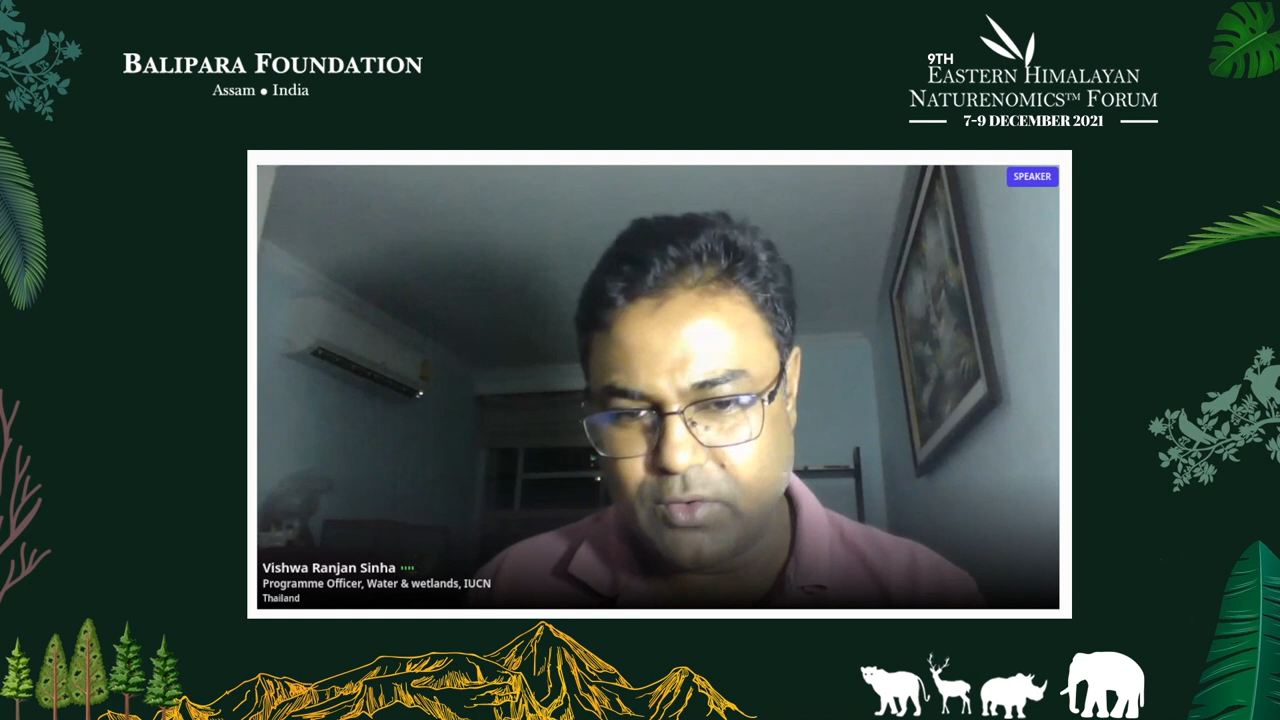 BALIPARA FOUNDATION
Assam ● India
9TH
EASTERN HIMALAYAN
NATURENOMICS™ FORUM
7-9 DECEMBER 2021
SPEAKER
Vishwa Ranjan Sinha
Programme Officer, Water & wetlands, IUCN
Thailand